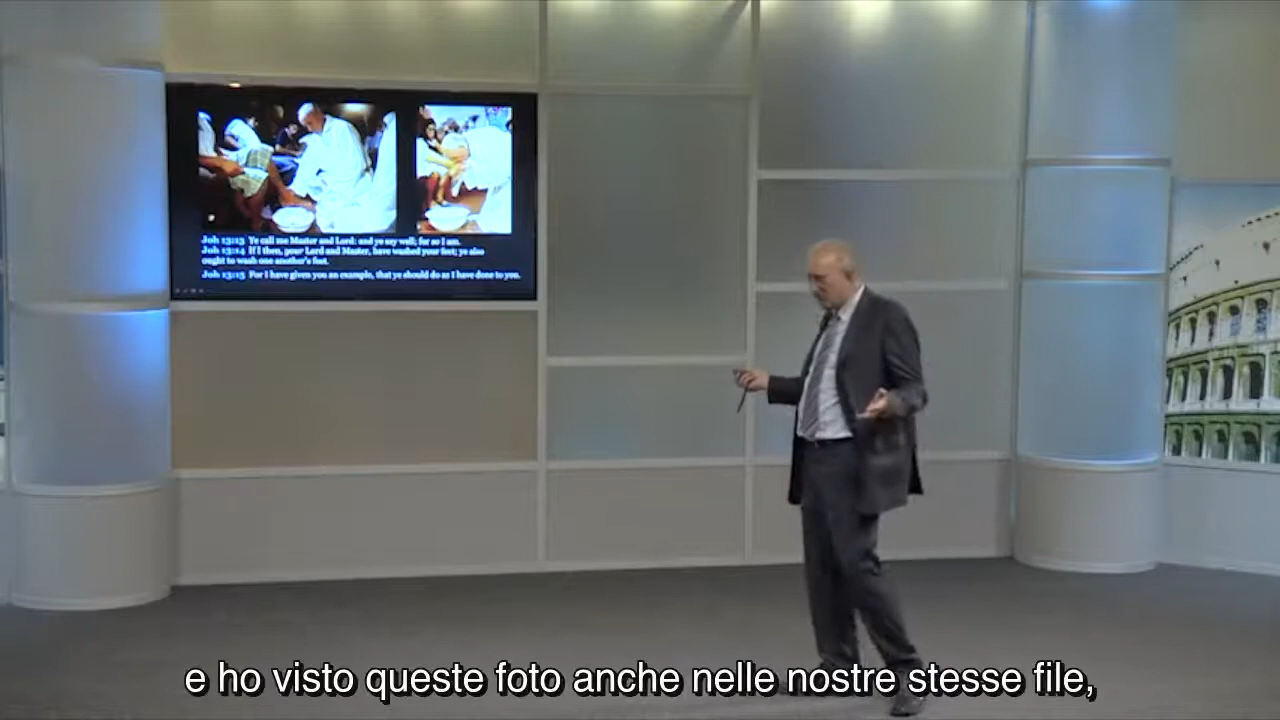 Joh 13:13 Ye call me Master and Lord: and ye say well; for so I am.
Joh 13:14 If I then, your Lord and Master, have washed your feet; ye also
ought to wash one another's feet.
Joh 13:15 For I have given you an example, that ye should do as I have done to you.
e ho visto queste foto anche nelle nostre stesse file,